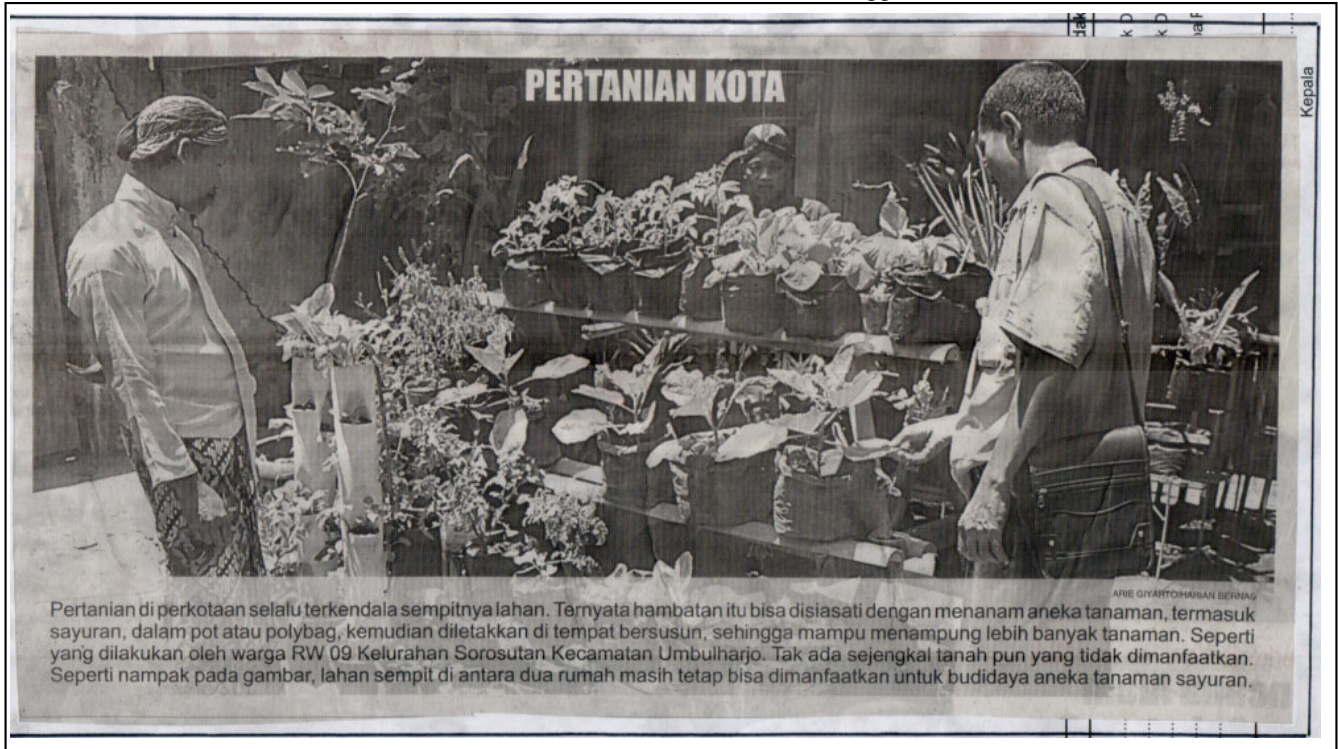 PERTANIAN KOTA
Kepala
ARIE GIYARTO/HARIAN BERNAS
Pertanian di perkotaan selalu terkendala sempitnya lahan. Ternyata hambatan itu bisa disiasati dengan menanam aneka tanaman, termasuk
sayuran, dalam pot atau polybag, kemudian diletakkan di tempat bersusun, sehingga mampu menampung lebih banyak tanaman. Seperti
yang dilakukan oleh warga RW 09 Kelurahan Sorosutan Kecamatan Umbulharjo. Tak ada sejengkal tanah pun yang tidak dimanfaatkan.
Seperti nampak pada gambar, lahan sempit di antara dua rumah masih tetap bisa dimanfaatkan untuk budidaya aneka tanaman sayuran.